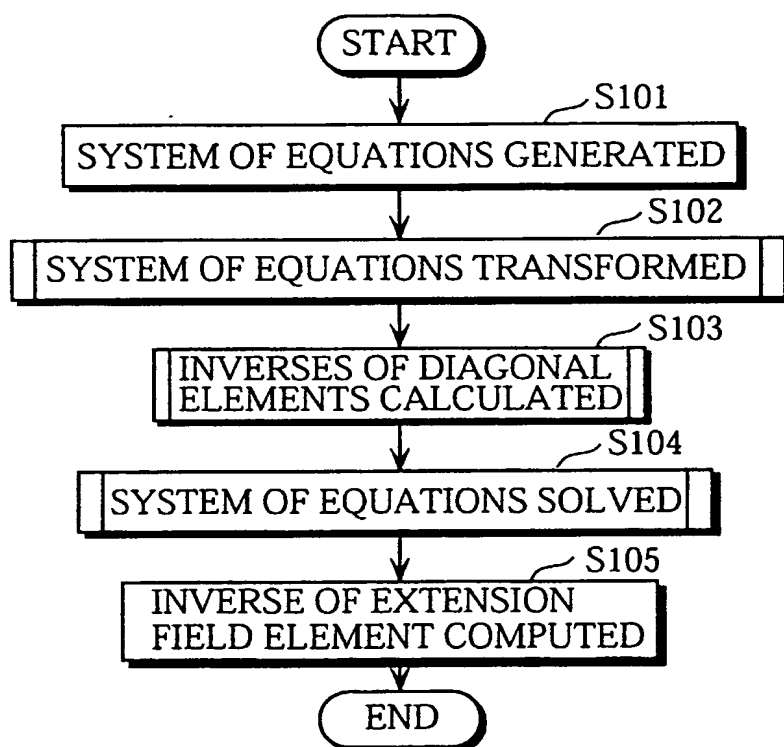 START
S101
SYSTEM OF EQUATIONS GENERATED
S102
SYSTEM OF EQUATIONS TRANSFORMED
S103
INVERSES OF DIAGONAL
ELEMENTS CALCULATED
S104
SYSTEM OF EQUATIONS SOLVED
S105
INVERSE OF EXTENSION
FIELD ELEMENT COMPUTED
END